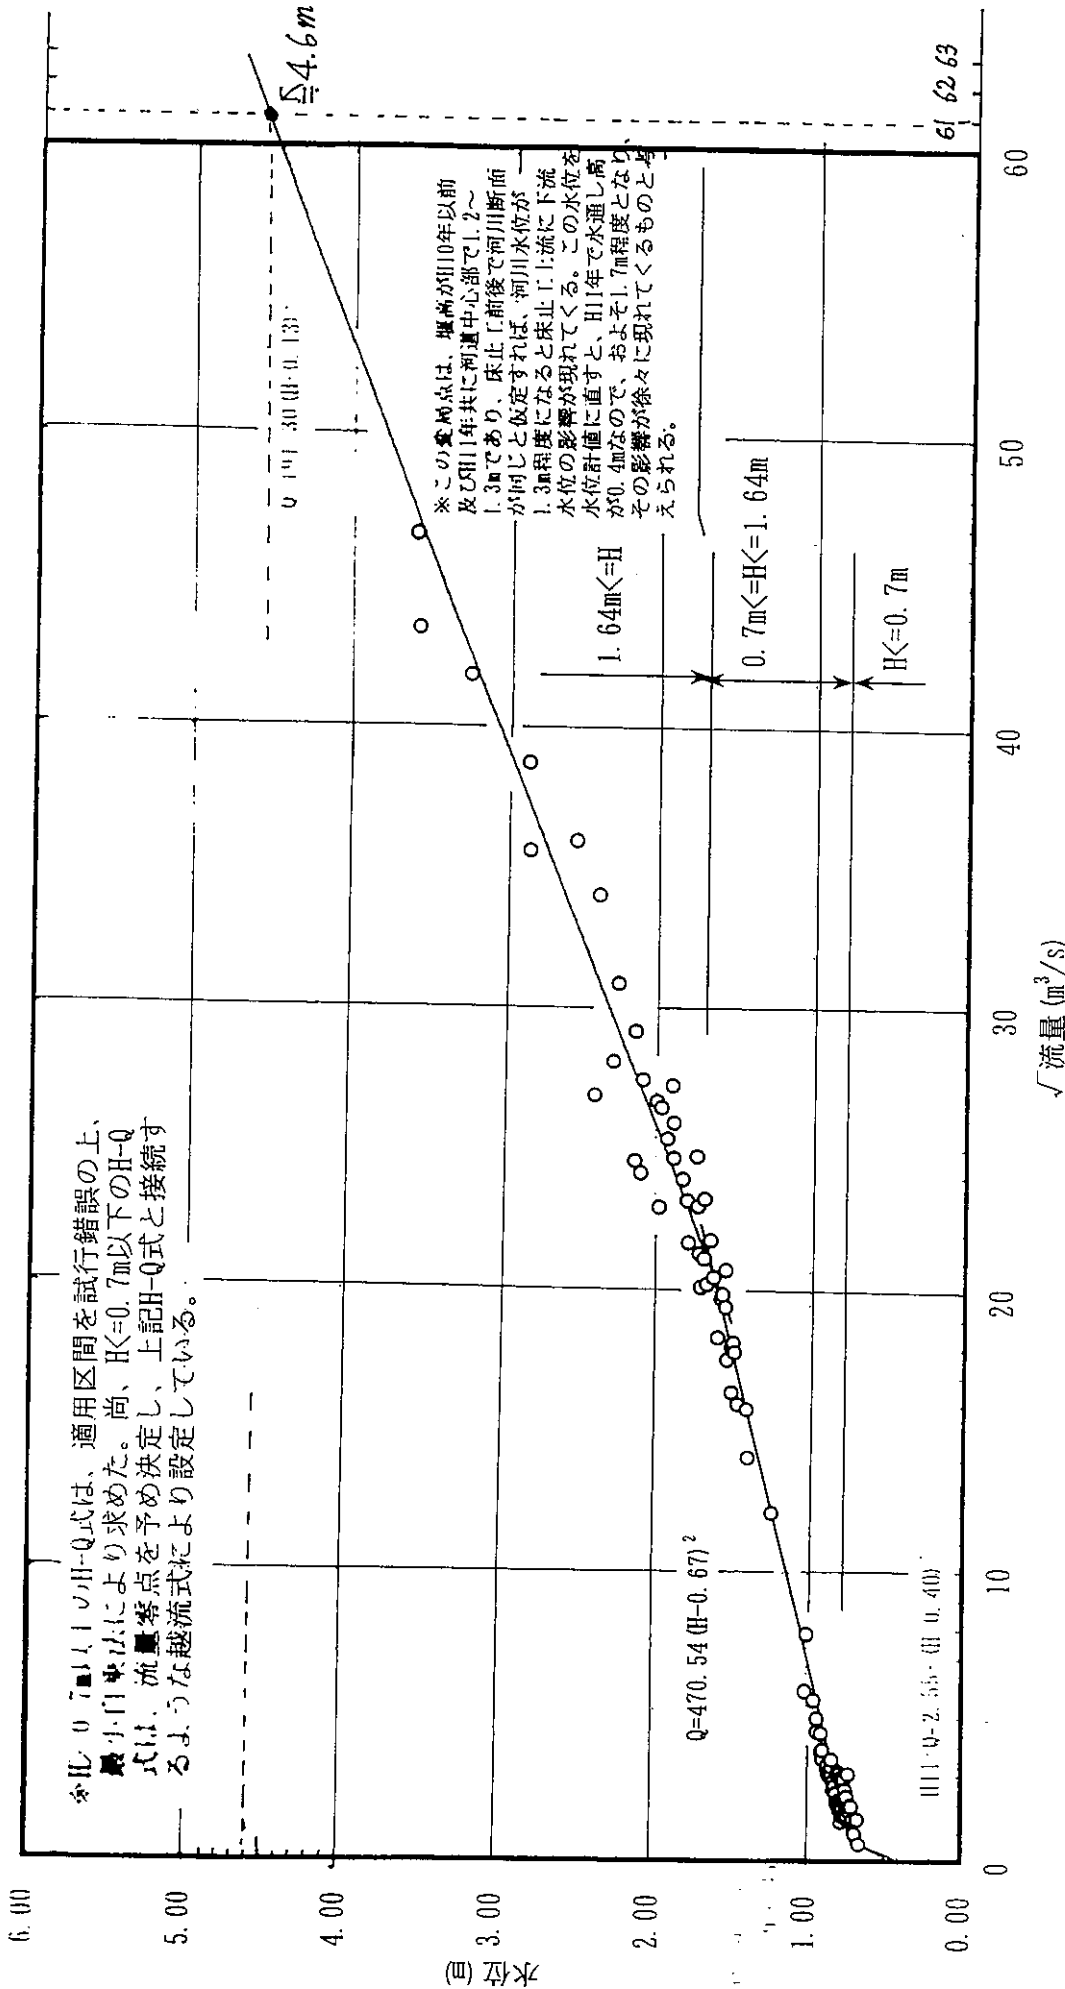 適用区間を試行錯誤の上、
により求めた。尚、H<=0.7m以下のH-Q
式は、流量零点を予め決定し、上記H-Q式と接続す
るような越流式により設定している。
≒4.6m
※この変局点は、堰高がH10年以前
及びH11年共に河道中心部で1.2~
1.3mであり、床止工前後で河川断面
が同じと仮定すれば、河川水位が
1.3m程度になると床止工上流に下流
水位の影響が現れてくる。この水位を
水位計値に直すと、H11年で水通し高
が0.4mなので、およそ1.7m程度となり、
その影響が徐々に現れてくるものと考
えられる。
1.64m<=H
0.7m<=H<=1.64m
H<=0.7m
Q=470.54(H-0.67)²
水位(m)
6.00
5.00
4.00
3.00
2.00
1.00
0.00
0
10
20
30
40
50
60
61 62 63
√流量(m³/s)